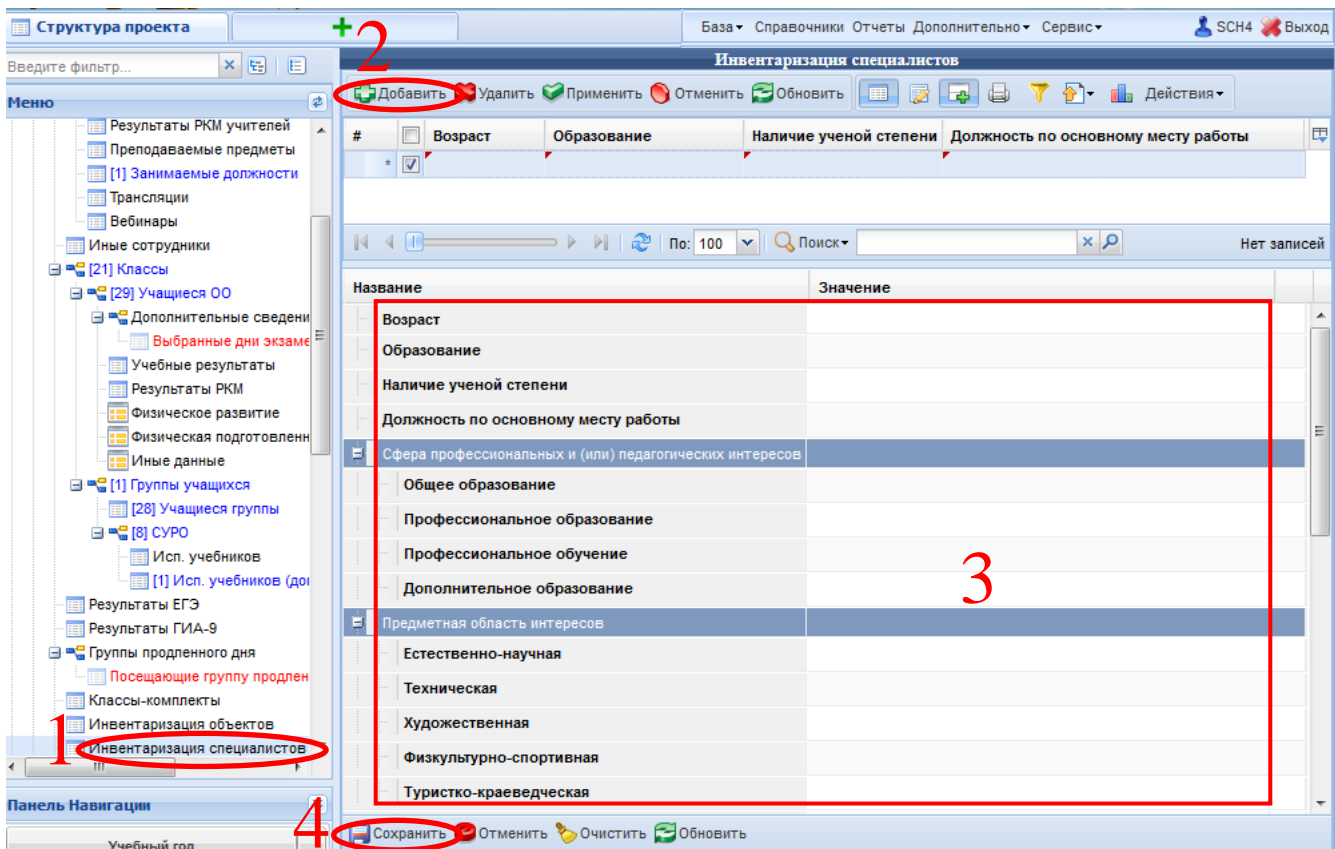 Структура проекта
База Справочники Отчеты Дополнительно Сервис SCH4 Выход
2
Введите фильтр...
Инвентаризация специалистов
Меню
Добавить Удалить Применить Отменить Обновить Действия
Результаты РКМ учителей
Преподаваемые предметы
[1] Занимаемые должности
Трансляции
Вебинары
Иные сотрудники
[21] Классы
[29] Учащиеся ОО
Дополнительные сведени
Выбранные дни экзаме
Учебные результаты
Результаты РКМ
Физическое развитие
Физическая подготовленн
Иные данные
[1] Группы учащихся
[28] Учащиеся группы
[8] СУРО
Исп. учебников
[1] Исп. учебников (доп
Результаты ЕГЭ
Результаты ГИА-9
Группы продленного дня
Посещающие группу продлен
Классы-комплекты
Инвентаризация объектов
1
Инвентаризация специалистов
Панель Навигации
Учебный год
# Возраст Образование Наличие ученой степени Должность по основному месту работы
*
По: 100 Поиск Нет записей
Название Значение
Возраст
Образование
Наличие ученой степени
Должность по основному месту работы
Сфера профессиональных и (или) педагогических интересов
Общее образование
Профессиональное образование
Профессиональное обучение
3
Дополнительное образование
Предметная область интересов
Естественно-научная
Техническая
Художественная
Физкультурно-спортивная
Туристко-краеведческая
4
Сохранить Отменить Очистить Обновить